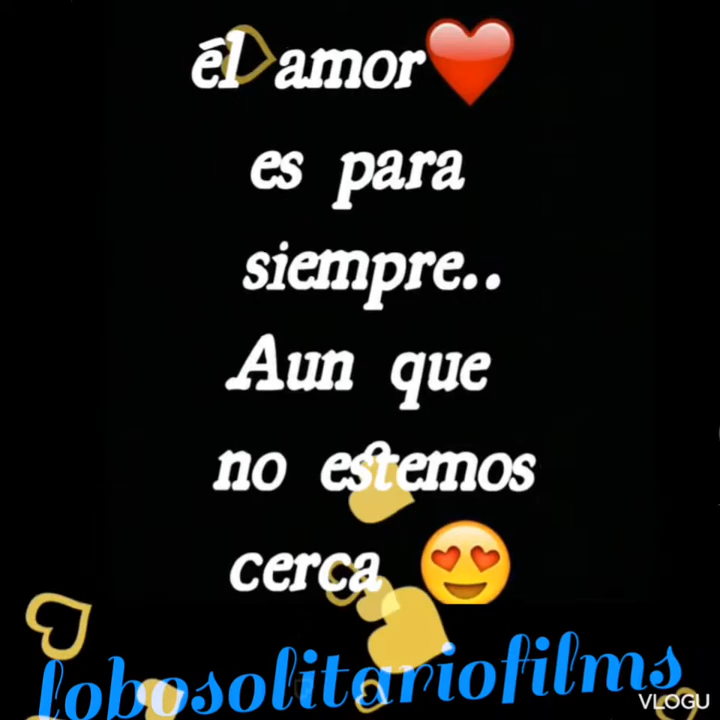 él amor❤️
es para
siempre..
Aun que
no estemos
cerca 😍
lobosolitariofilms
VLOGU